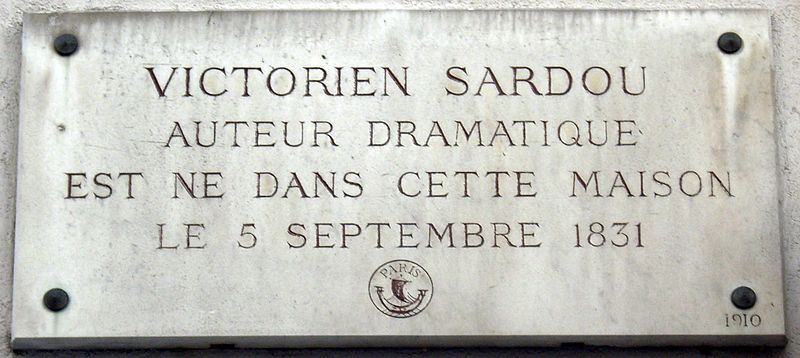 VICTORIEN SARDOU
AUTEUR DRAMATIQUE
EST NE DANS CETTE MAISON
LE 5 SEPTEMBRE 1831
PARIS
1910